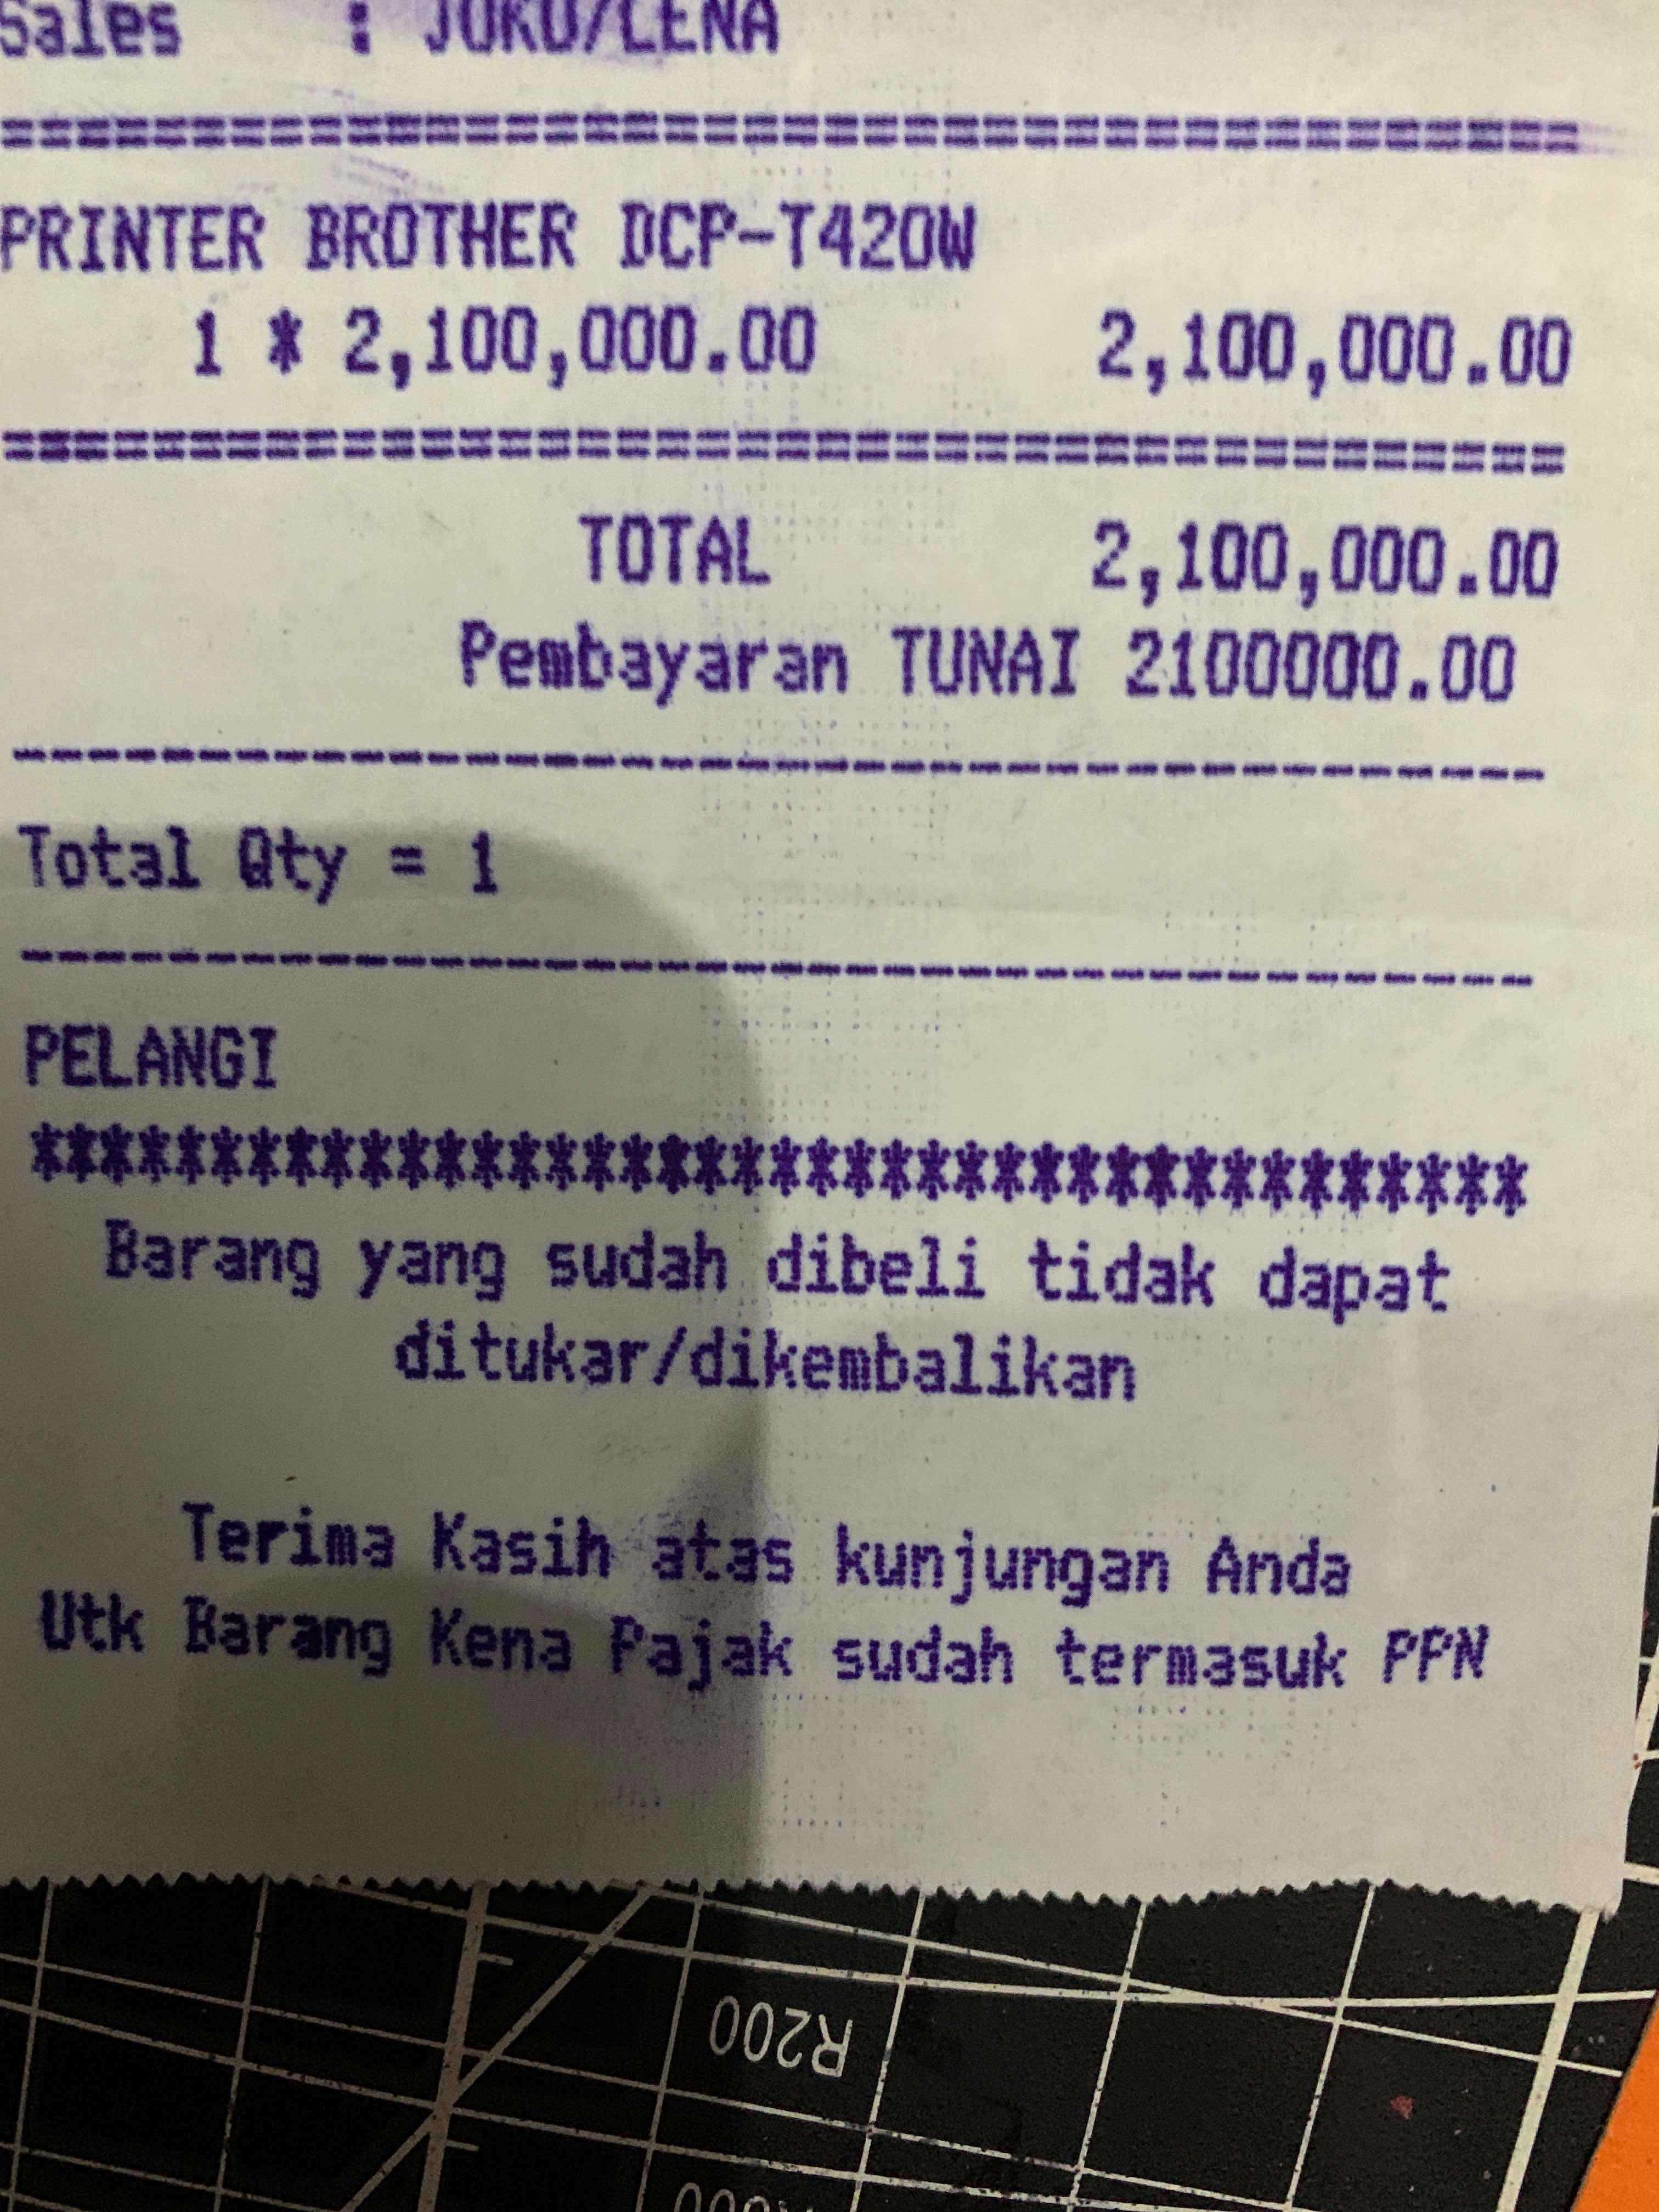 Sales : JOKO/LENA
========================================
PRINTER BROTHER DCP-T420W
1 * 2,100,000.00 2,100,000.00
========================================
TOTAL 2,100,000.00
Pembayaran TUNAI 2100000.00
----------------------------------------
Total Qty = 1
----------------------------------------
PELANGI
****************************************
Barang yang sudah dibeli tidak dapat
ditukar/dikembalikan
Terima Kasih atas kunjungan Anda
Utk Barang Kena Pajak sudah termasuk PPN
R200